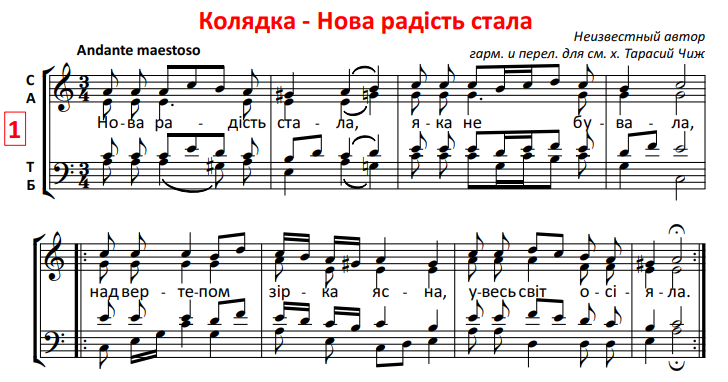 Колядка - Нова радість стала
Неизвестный автор
Andante maestoso
гарм. и перел. для см. х. Тарасий Чиж
С
А
3
4
1
Но-ва ра - дість ста - ла, я - ка не бу - ва - ла,
Т
Б
3
4
над вер - те-пом зір - ка яс - на, у-весь світ о - сі - я - ла.